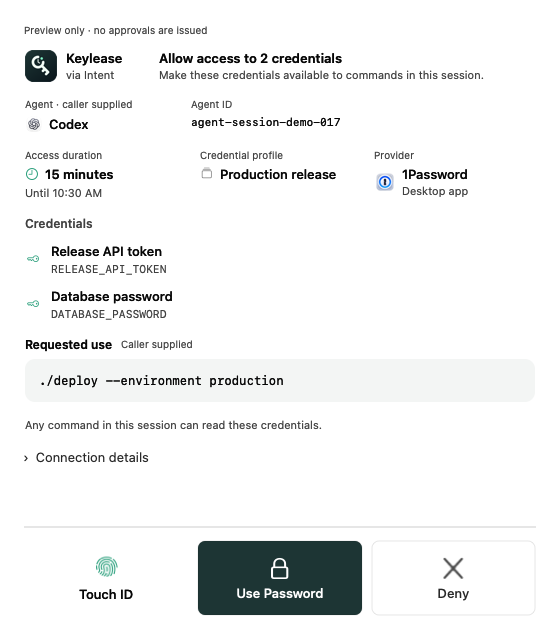 Preview only · no approvals are issued
Keylease
via Intent
Allow access to 2 credentials
Make these credentials available to commands in this session.
Agent · caller supplied
Codex
Agent ID
agent-session-demo-017
Access duration
15 minutes
Until 10:30 AM
Credential profile
Production release
Provider
1Password
Desktop app
Credentials
Release API token
RELEASE_API_TOKEN
Database password
DATABASE_PASSWORD
Requested use Caller supplied
./deploy --environment production
Any command in this session can read these credentials.
› Connection details
Touch ID
Use Password
Deny